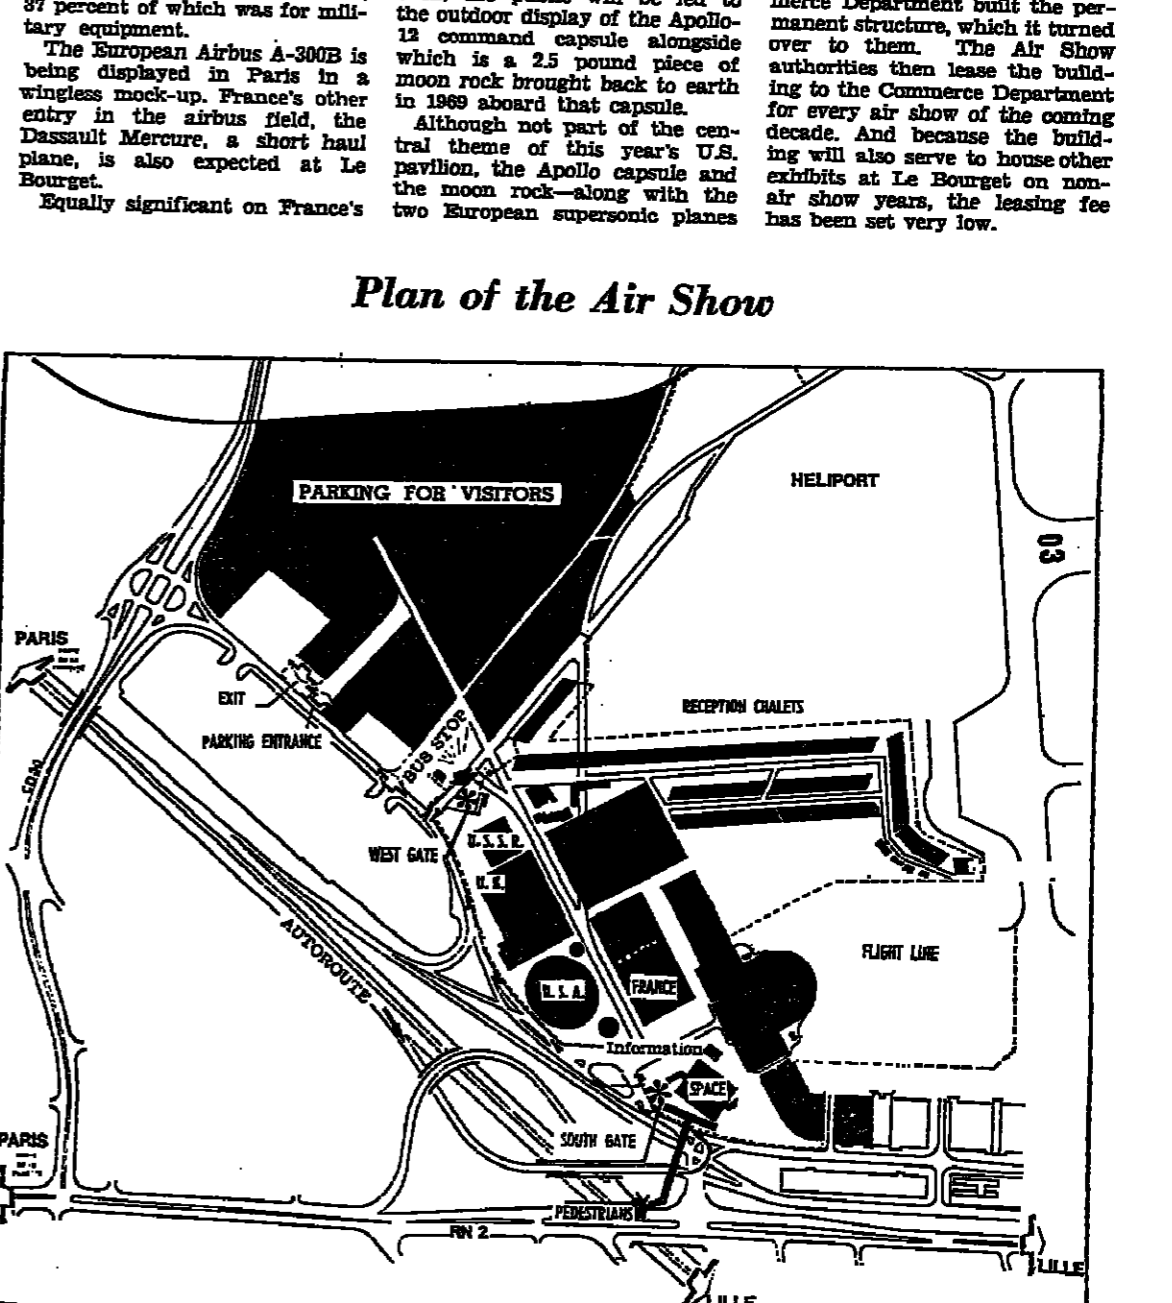 37 percent of which was for mili-
tary equipment.
The European Airbus A-300B is
being displayed in Paris in a
wingless mock-up. France's other
entry in the airbus field, the
Dassault Mercure, a short haul
plane, is also expected at Le
Bourget.
Equally significant on France's
the outdoor display of the Apollo-
12 command capsule alongside
which is a 2.5 pound piece of
moon rock brought back to earth
in 1969 aboard that capsule.
Although not part of the cen-
tral theme of this year's U.S.
pavilion, the Apollo capsule and
the moon rock—along with the
two European supersonic planes
merce Department built the per-
manent structure, which it turned
over to them. The Air Show
authorities then lease the build-
ing to the Commerce Department
for every air show of the coming
decade. And because the build-
ing will also serve to house other
exhibits at Le Bourget on non-
air show years, the leasing fee
has been set very low.
Plan of the Air Show
PARKING FOR VISITORS
HELIPORT
03
PARIS
EXIT
PARKING ENTRANCE
BUS STOP
RECEPTION CHALETS
WEST GATE
U.S.S.R.
U.K.
AUTOROUTE
FLIGHT LINE
U.S.A.
FRANCE
Information
SPACE
SOUTH GATE
PARIS
PEDESTRIANS
RN 2
LILLE
LILLE